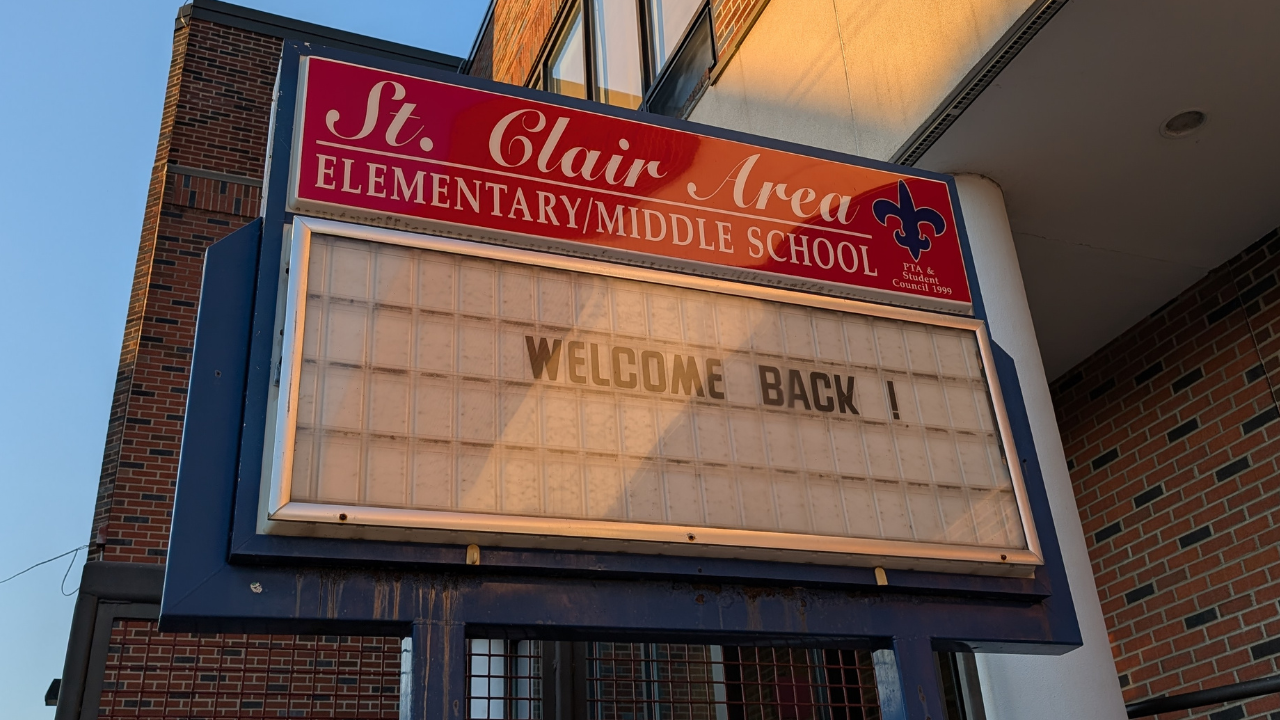 St. Clair Area
ELEMENTARY/MIDDLE SCHOOL
PTA &
Student
Council 1999
WELCOME BACK !